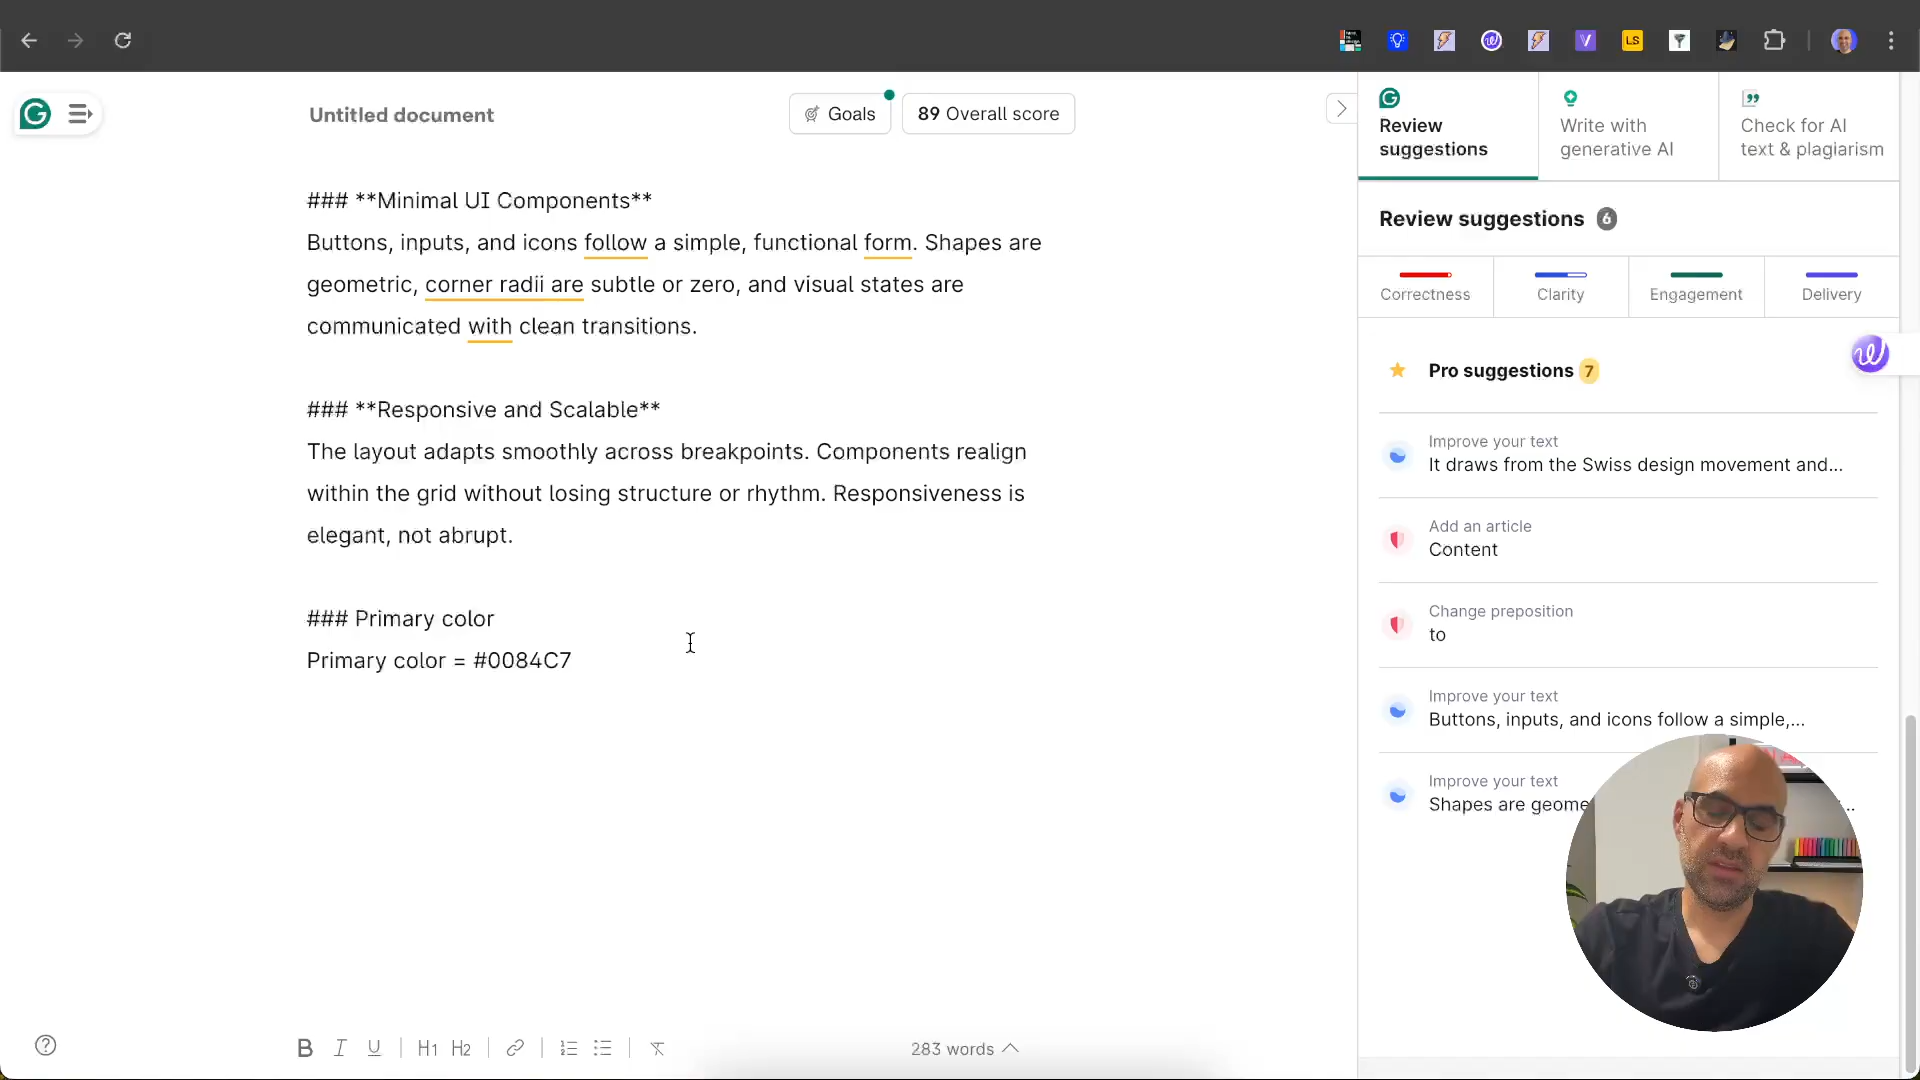 LS
Untitled document
Goals
89 Overall score
### **Minimal UI Components**
Buttons, inputs, and icons follow a simple, functional form. Shapes are
geometric, corner radii are subtle or zero, and visual states are
communicated with clean transitions.
### **Responsive and Scalable**
The layout adapts smoothly across breakpoints. Components realign
within the grid without losing structure or rhythm. Responsiveness is
elegant, not abrupt.
### Primary color
Primary color = #0084C7
B I U H1 H2
283 words
Review
suggestions
Write with
generative AI
Check for AI
text & plagiarism
Review suggestions 6
Correctness
Clarity
Engagement
Delivery
Pro suggestions 7
Improve your text
It draws from the Swiss design movement and...
Add an article
Content
Change preposition
to
Improve your text
Buttons, inputs, and icons follow a simple,...
Improve your text
Shapes are geome